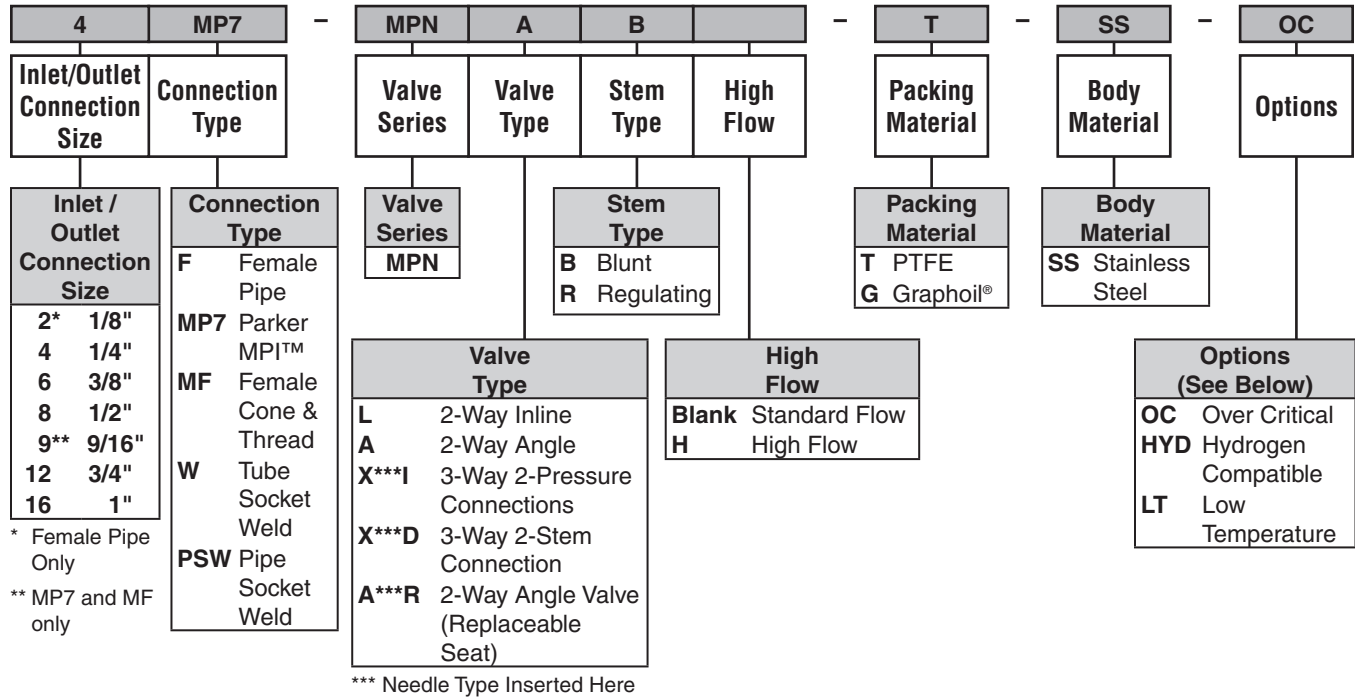 4 MP7 – MPN A B – T – SS – OC
Inlet/Outlet
Connection
Size
Connection
Type
Valve
Series
Valve
Type
Stem
Type
High
Flow
Packing
Material
Body
Material
Options
Inlet /
Outlet
Connection
Size
2* 1/8"
4 1/4"
6 3/8"
8 1/2"
9** 9/16"
12 3/4"
16 1"
* Female Pipe
Only
** MP7 and MF
only
Connection
Type
F Female
Pipe
MP7 Parker
MPI™
MF Female
Cone &
Thread
W Tube
Socket
Weld
PSW Pipe
Socket
Weld
Valve
Series
MPN
Valve
Type
L 2-Way Inline
A 2-Way Angle
X***I 3-Way 2-Pressure
Connections
X***D 3-Way 2-Stem
Connection
A***R 2-Way Angle Valve
(Replaceable
Seat)
*** Needle Type Inserted Here
Stem
Type
B Blunt
R Regulating
High
Flow
Blank Standard Flow
H High Flow
Packing
Material
T PTFE
G Graphoil®
Body
Material
SS Stainless
Steel
Options
(See Below)
OC Over Critical
HYD Hydrogen
Compatible
LT Low
Temperature